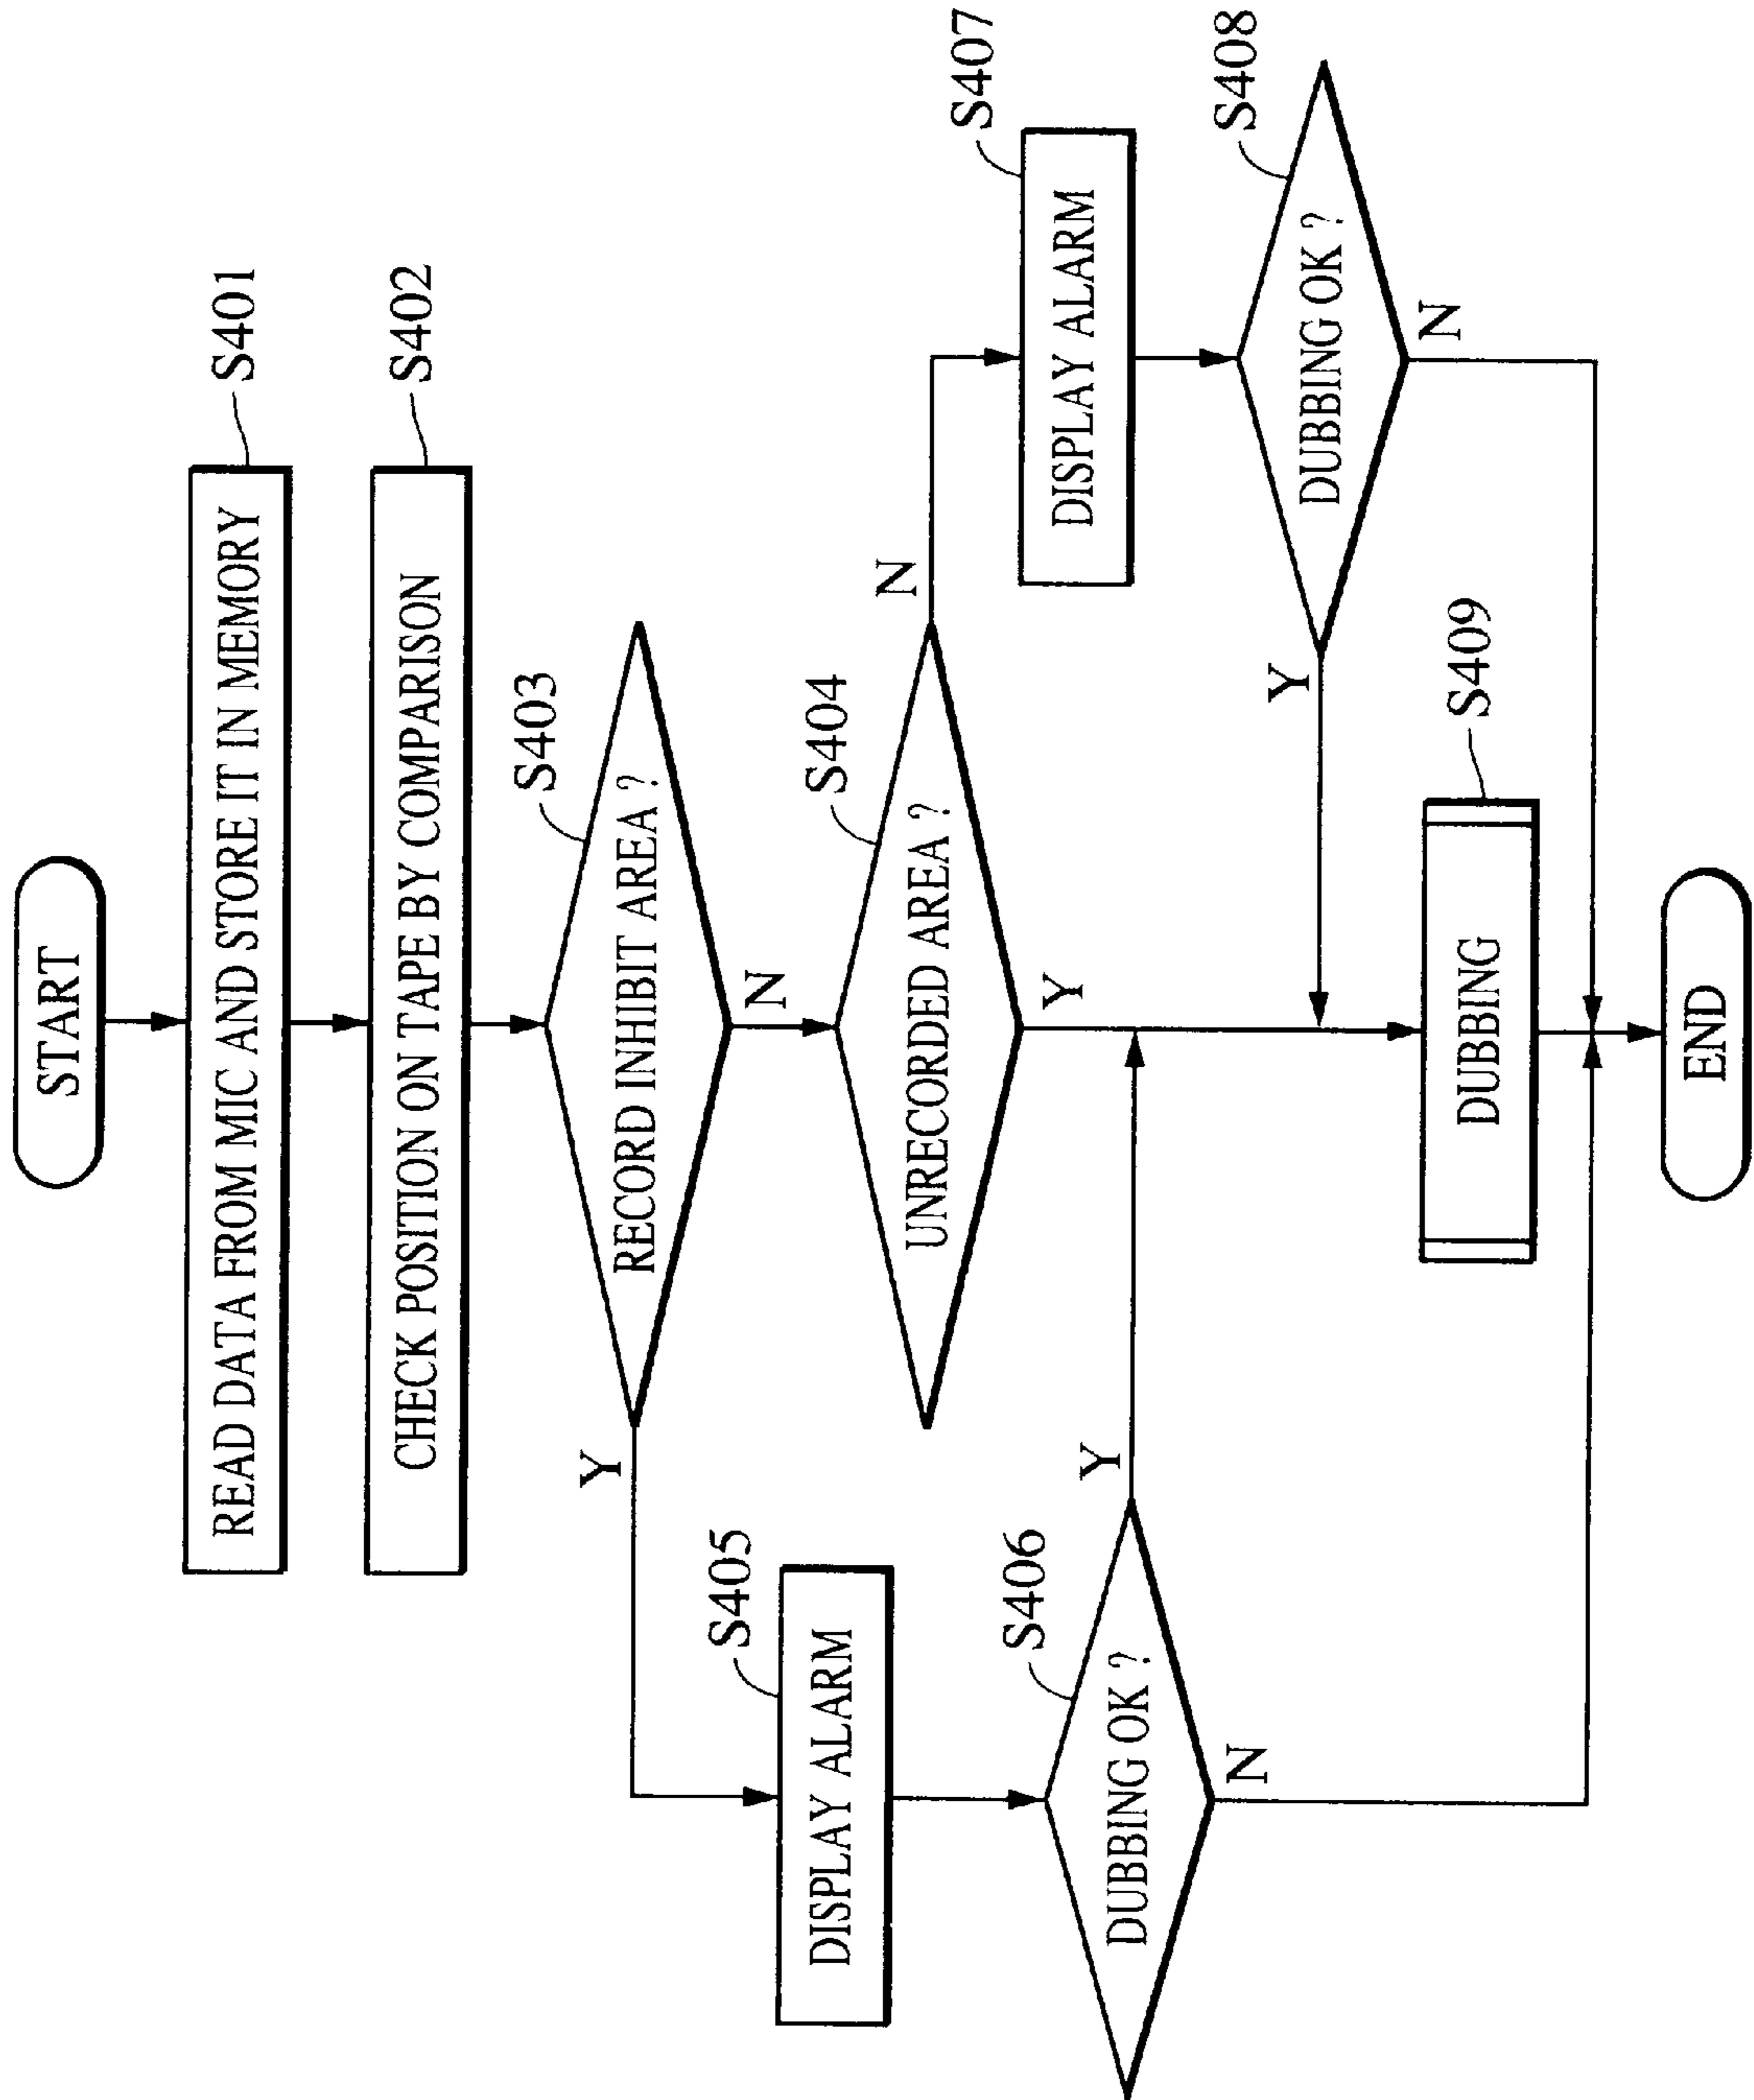 START
READ DATA FROM MIC AND STORE IT IN MEMORY
S401
CHECK POSITION ON TAPE BY COMPARISON
S402
RECORD INHIBIT AREA ?
S403
Y
N
UNRECORDED AREA ?
S404
N
Y
DISPLAY ALARM
S405
DISPLAY ALARM
S407
DUBBING OK ?
S406
Y
N
DUBBING OK ?
S408
Y
N
DUBBING
S409
END